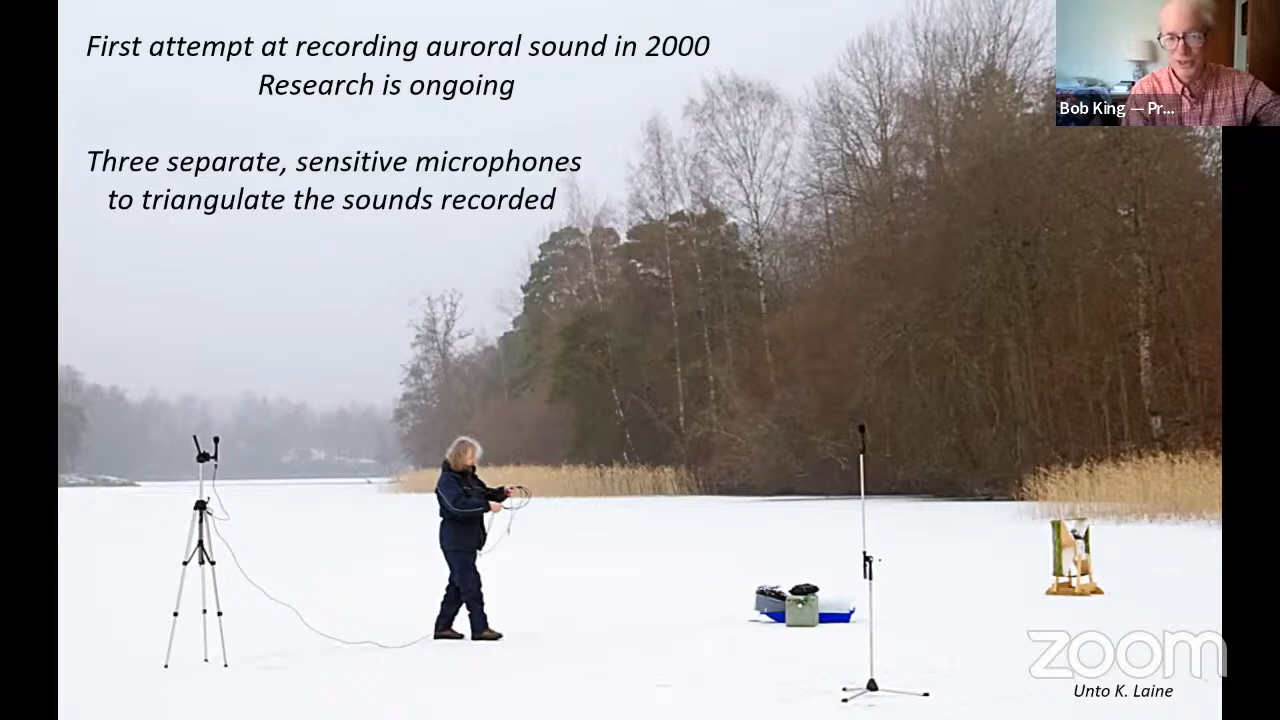 First attempt at recording auroral sound in 2000
Research is ongoing
Three separate, sensitive microphones
to triangulate the sounds recorded
Bob King — Pr...
zoom
Unto K. Laine